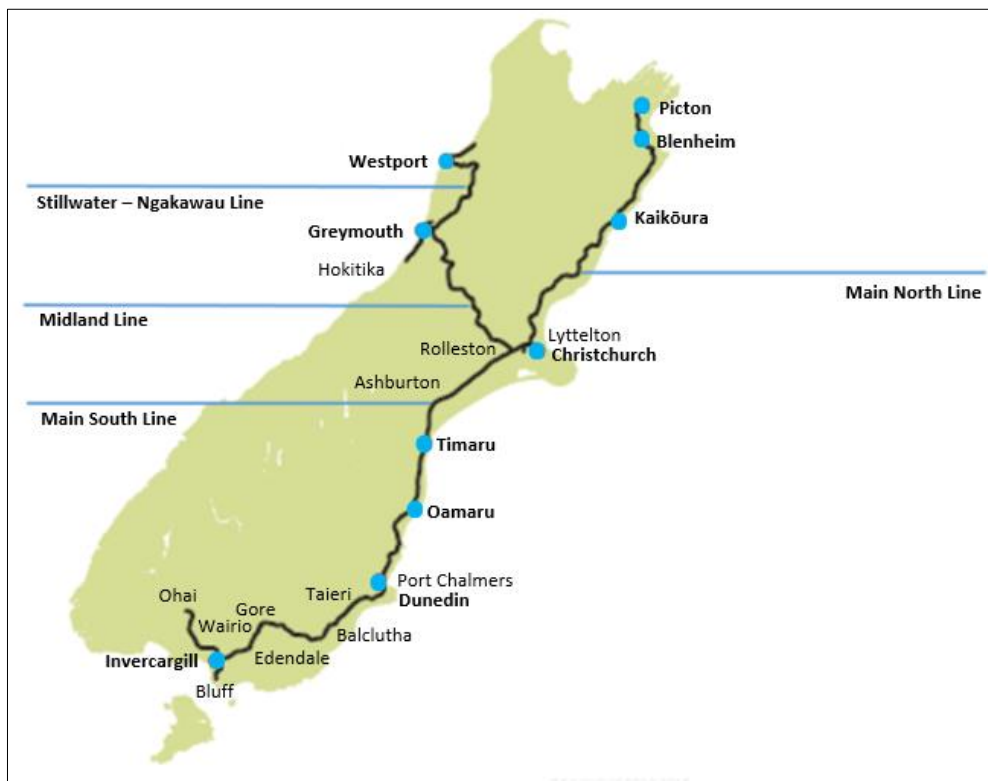 Picton
Blenheim
Westport
Stillwater – Ngakawau Line
Kaikōura
Greymouth
Hokitika
Main North Line
Midland Line
Lyttelton
Rolleston
Christchurch
Ashburton
Main South Line
Timaru
Oamaru
Port Chalmers
Ohai
Taieri
Dunedin
Gore
Wairio
Balclutha
Invercargill
Edendale
Bluff